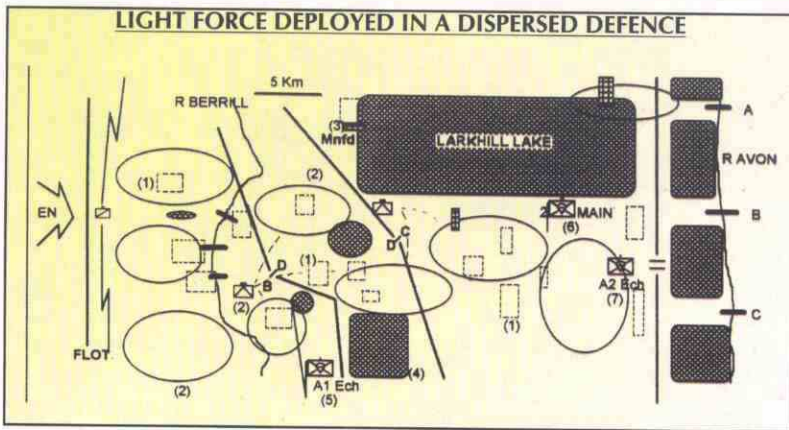 LIGHT FORCE DEPLOYED IN A DISPERSED DEFENCE
5 Km
R BERRILL
(3)
Mnfd
LARKHILL LAKE
A
R AVON
(1)
(2)
EN
2
MAIN
(6)
B
D
C
D
(1)
B
(2)
A2 Ech
(7)
(1)
C
FLOT
(2)
A1 Ech
(5)
(4)